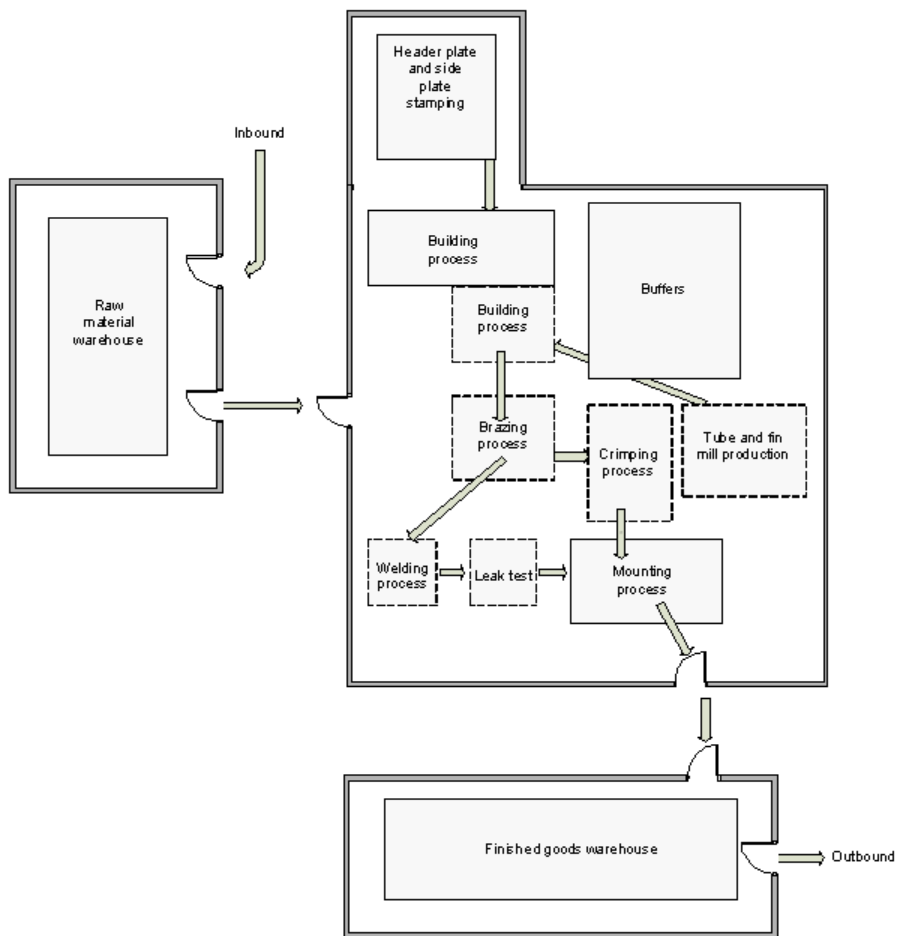 Header plate
and side
plate
stamping
Inbound
Building
process
Buffers
Raw
material
warehouse
Building
process
Brazing
process
Crimping
process
Tube and fin
mill production
Welding
process
Leak test
Mounting
process
Finished goods warehouse
Outbound